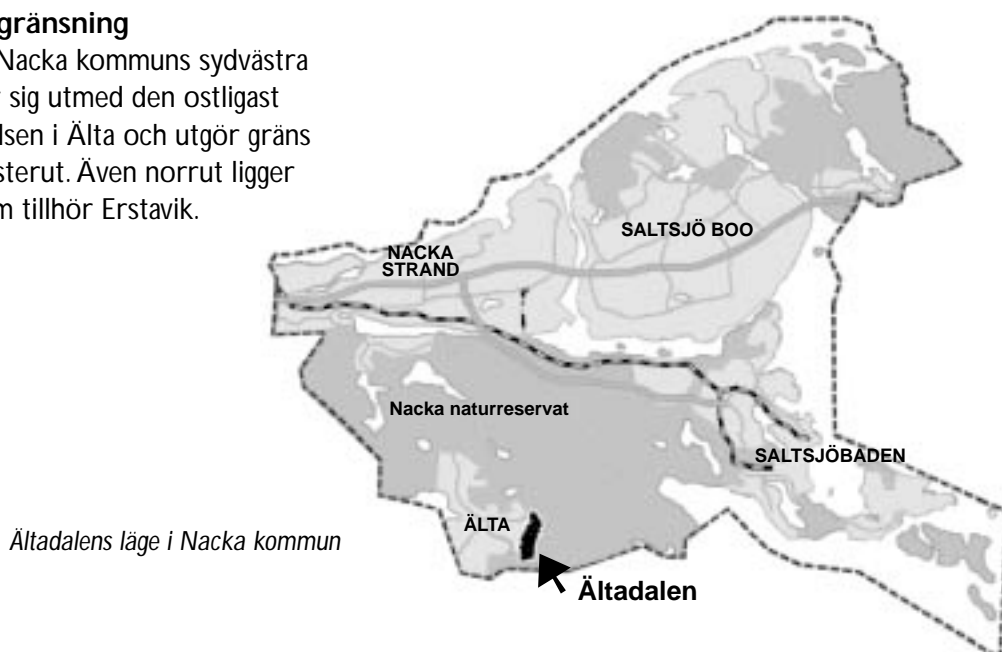 gränsning
Nacka kommuns sydvästra
sig utmed den ostligast
lsen i Älta och utgör gräns
sterut. Även norrut ligger
m tillhör Erstavik.
SALTSJÖ BOO
NACKA
STRAND
Nacka naturreservat
SALTSJÖBADEN
ÄLTA
Ältadalens läge i Nacka kommun
Ältadalen